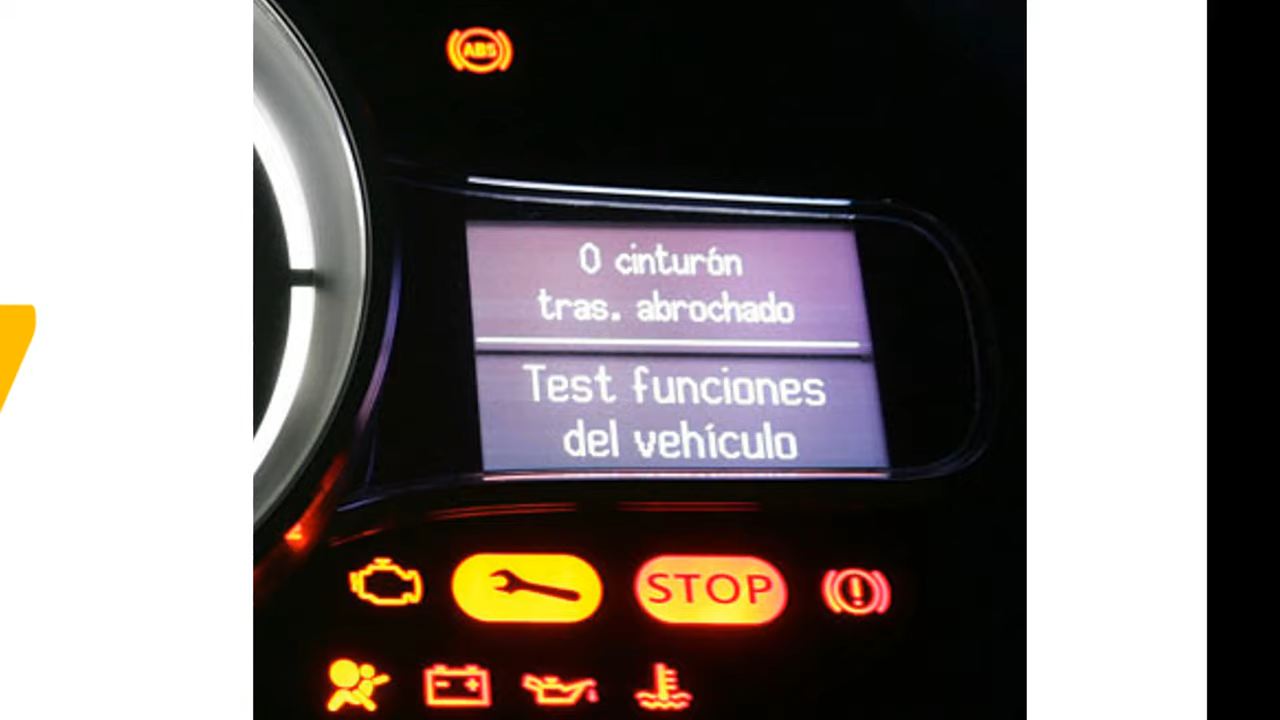 ABS
0 cinturón
tras. abrochado
Test funciones
del vehículo
STOP